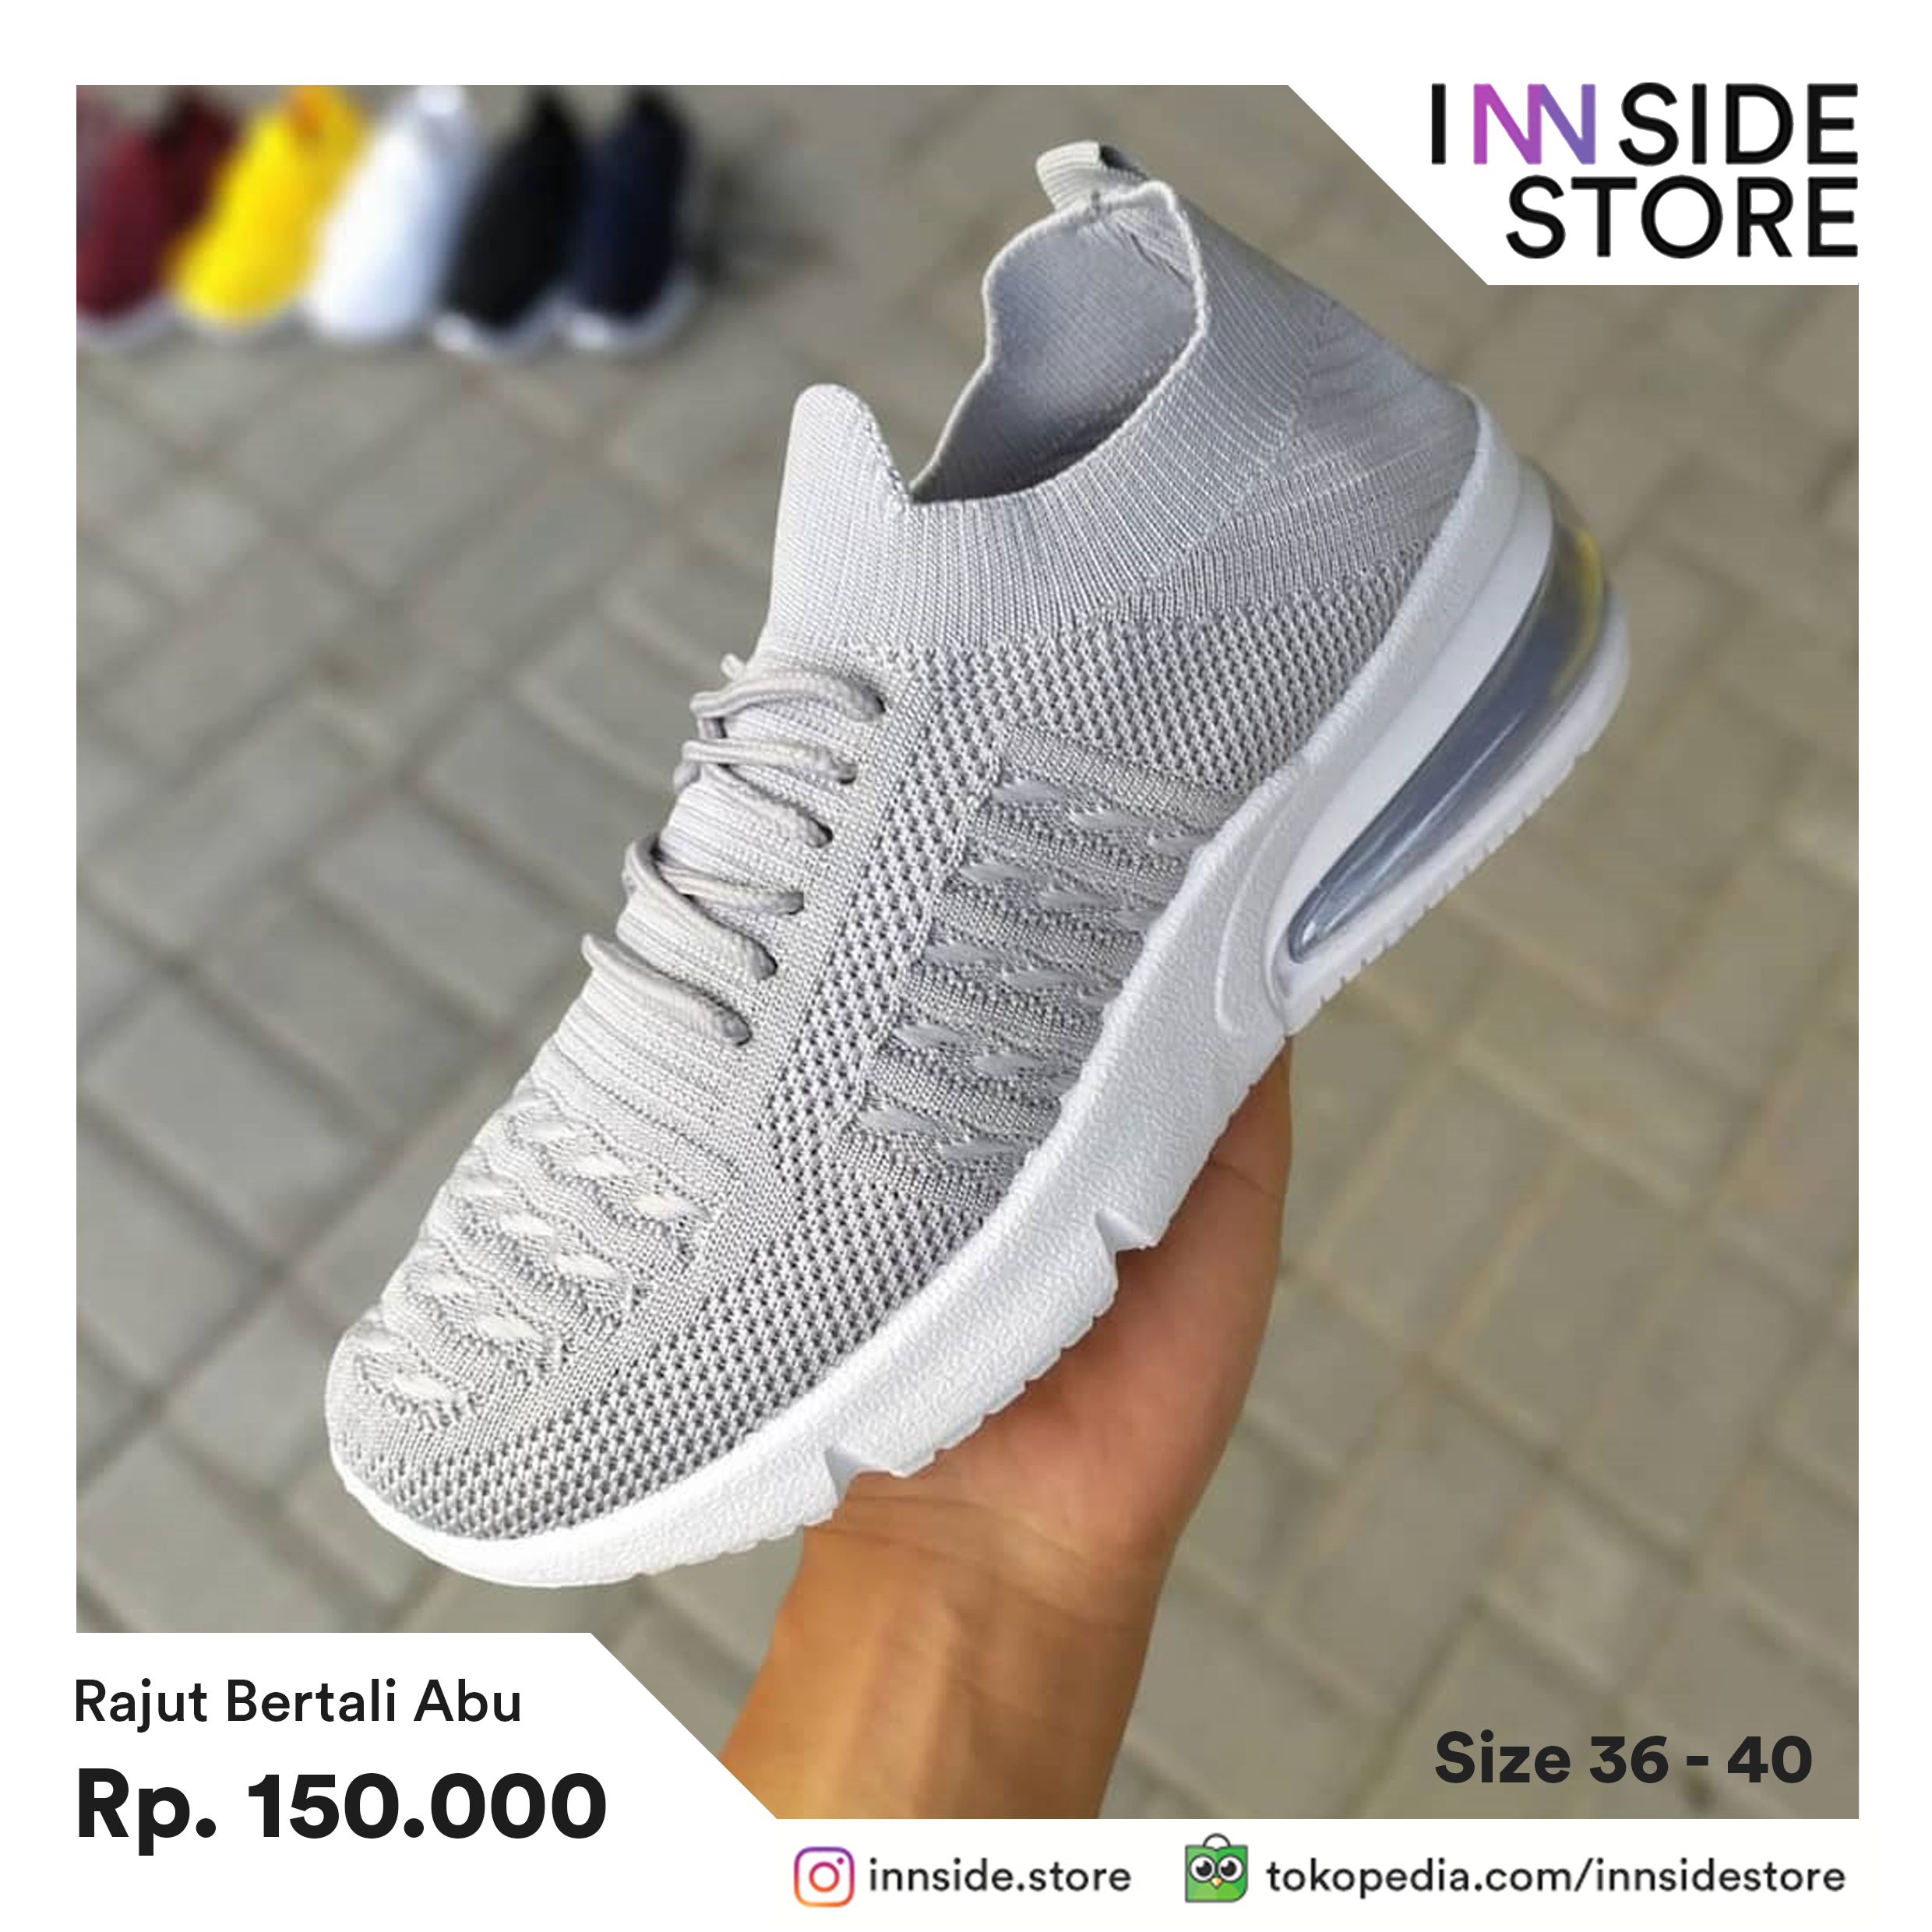 INNSIDE
STORE
Rajut Bertali Abu
Rp. 150.000
Size 36 - 40
innside.store
tokopedia.com/innsidestore